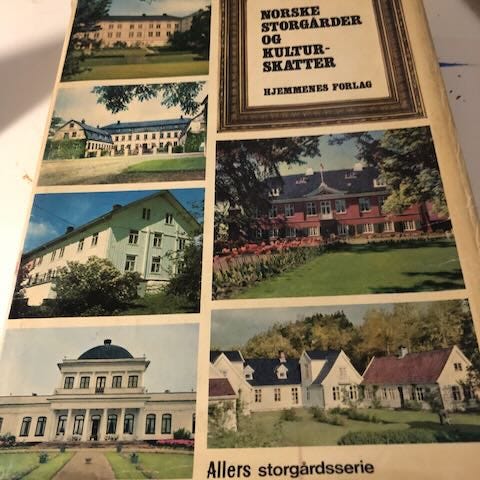 NORSKE
STORGÅRDER
OG
KULTUR-
SKATTER
HJEMMENES FORLAG
Allers storgårdsserie